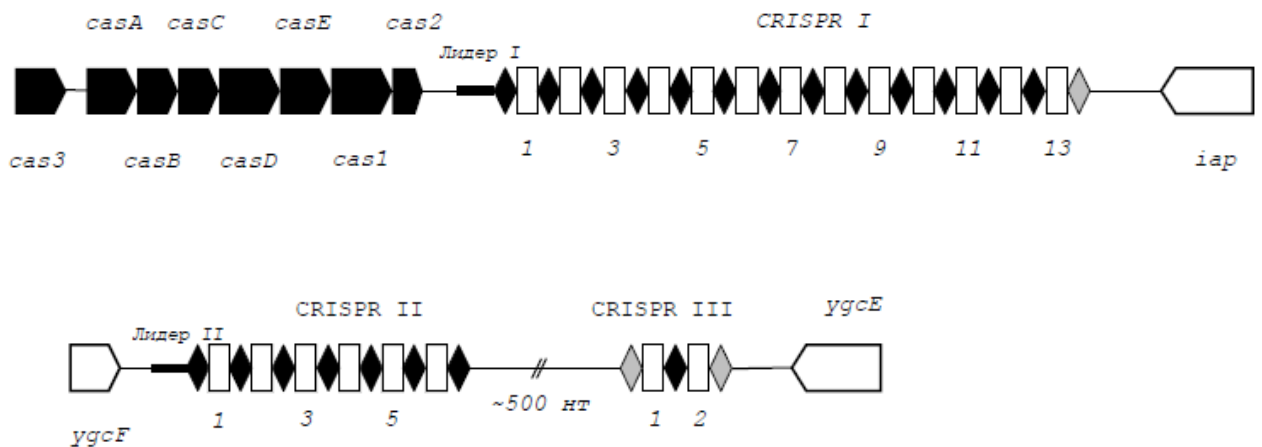 casA casC casE cas2 CRISPR I
Лидер I
1 3 5 7 9 11 13
cas3 casB casD cas1 iap
CRISPR II CRISPR III ygcE
Лидер II
~500 нт
1 3 5 1 2
ygcF